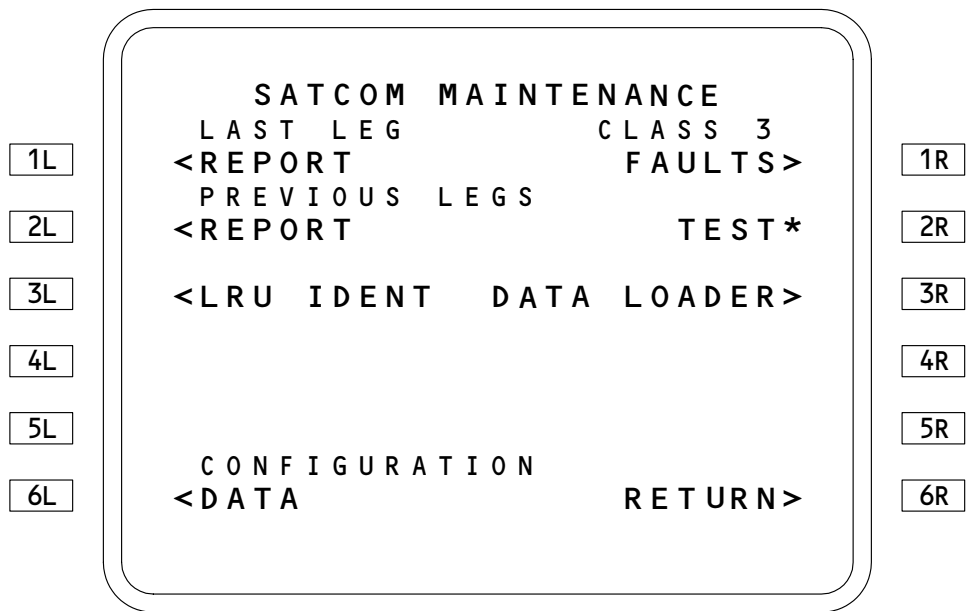 SATCOM MAINTENANCE
LAST LEG CLASS 3
1L <REPORT FAULTS> 1R
PREVIOUS LEGS
2L <REPORT TEST* 2R
3L <LRU IDENT DATA LOADER> 3R
4L 4R
5L 5R
CONFIGURATION
6L <DATA RETURN> 6R